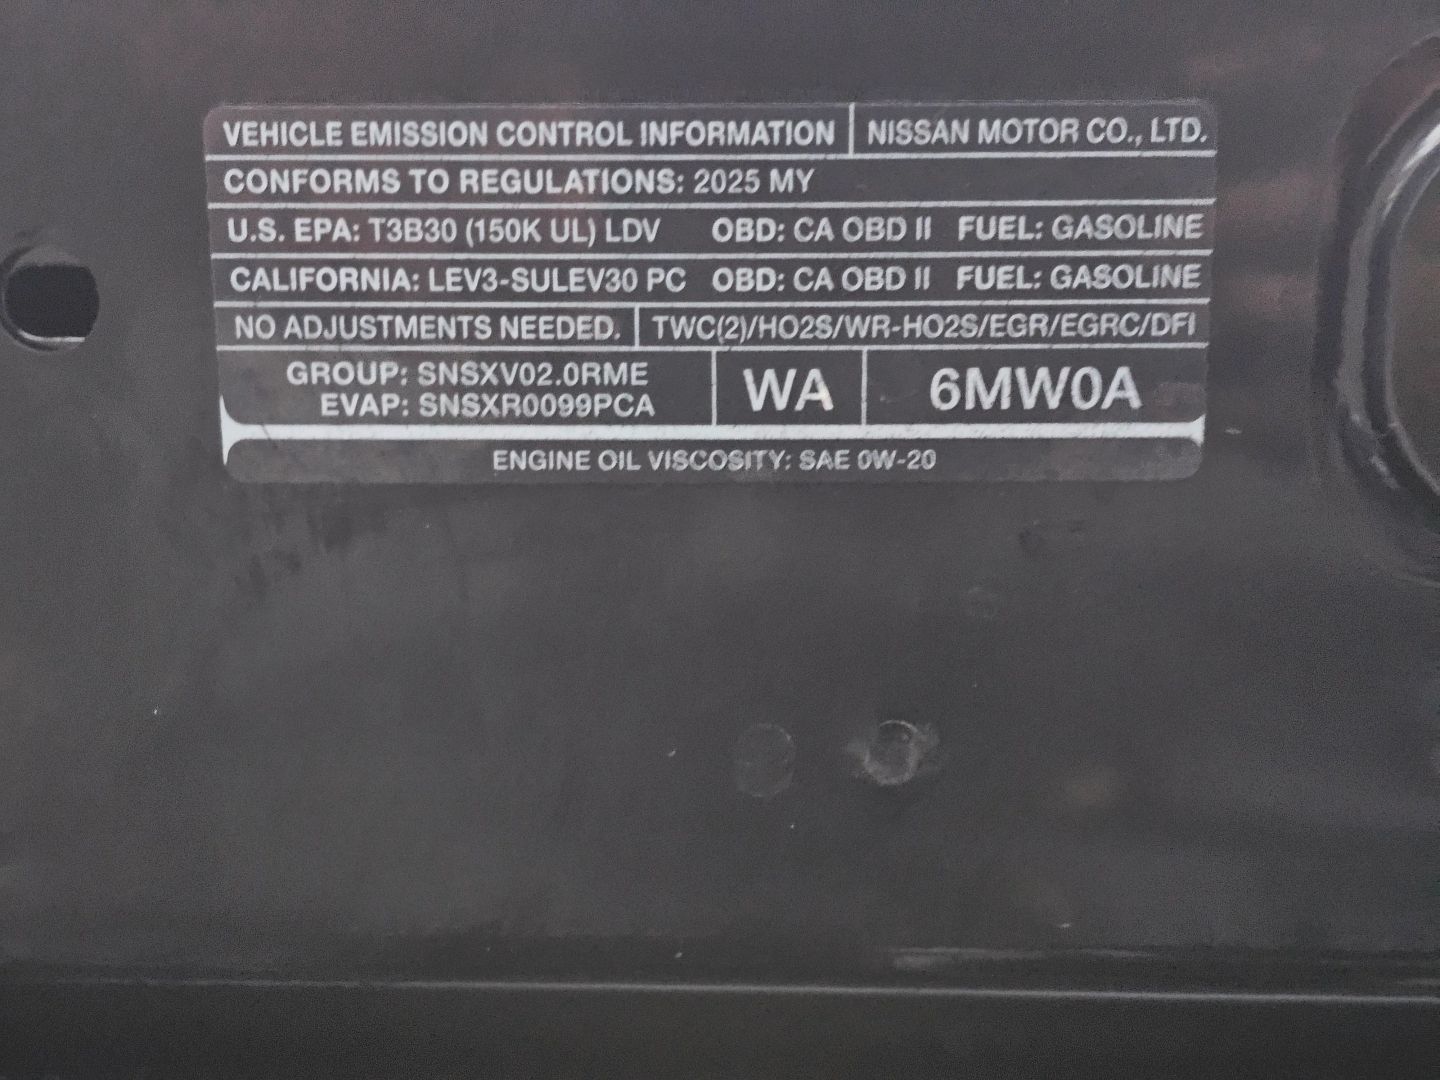 VEHICLE EMISSION CONTROL INFORMATION NISSAN MOTOR CO., LTD.
CONFORMS TO REGULATIONS: 2025 MY
U.S. EPA: T3B30 (150K UL) LDV OBD: CA OBD II FUEL: GASOLINE
CALIFORNIA: LEV3-SULEV30 PC OBD: CA OBD II FUEL: GASOLINE
NO ADJUSTMENTS NEEDED. TWC(2)/HO2S/WR-HO2S/EGR/EGRC/DFI
GROUP: SNSXV02.0RME
EVAP: SNSXR0099PCA
WA
6MW0A
ENGINE OIL VISCOSITY: SAE 0W-20